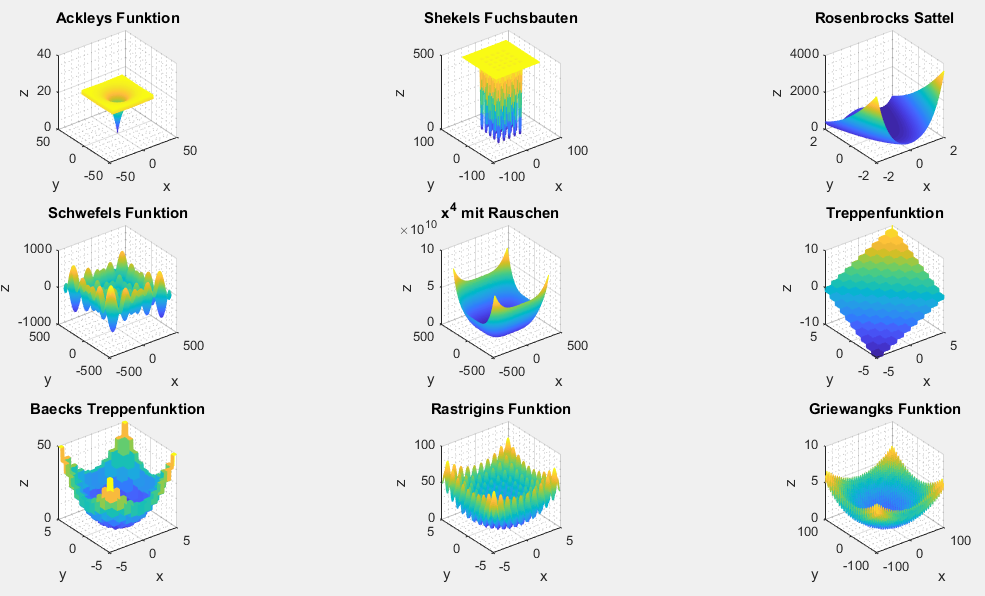 Ackleys Funktion
40
20
0
z
50
0
-50
y
-50
0
50
x
Shekels Fuchsbauten
500
0
z
100
0
-100
y
-100
0
100
x
Rosenbrocks Sattel
4000
2000
0
z
2
0
-2
y
-2
0
2
x
Schwefels Funktion
1000
0
-1000
z
500
0
-500
y
-500
0
500
x
x⁴ mit Rauschen
×10¹⁰
10
5
0
z
500
0
-500
y
-500
0
500
x
Treppenfunktion
10
0
-10
z
5
0
-5
y
-5
0
5
x
Baecks Treppenfunktion
50
0
z
5
0
-5
y
-5
0
5
x
Rastrigins Funktion
100
50
0
z
5
0
-5
y
-5
0
5
x
Griewangks Funktion
10
5
0
z
100
0
-100
y
-100
0
100
x